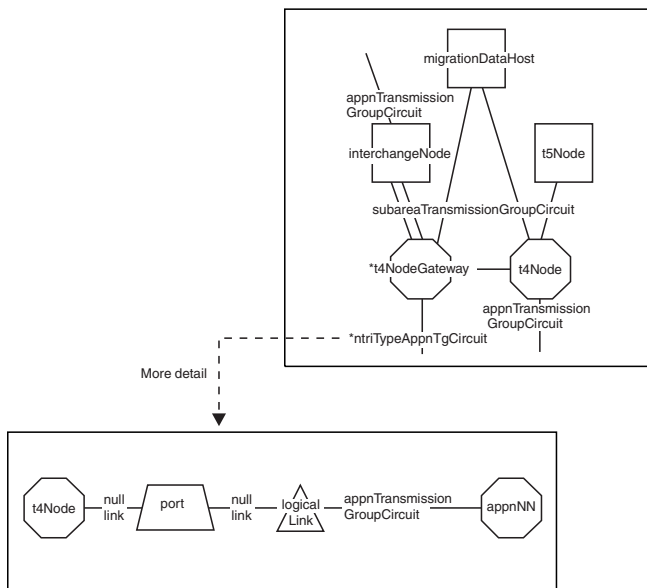 migrationDataHost
appnTransmission
GroupCircuit
interchangeNode
t5Node
subareaTransmissionGroupCircuit
*t4NodeGateway
t4Node
appnTransmission
GroupCircuit
*ntriTypeAppnTgCircuit
More detail
t4Node
null
link
port
null
link
logical
Link
appnTransmission
GroupCircuit
appnNN